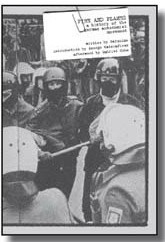 FIRE AND FLAMES
a history of the
german autonomist
movement
written by Geronimo
introduction by George Katsiaficas
afterword by Gabriel Kuhn